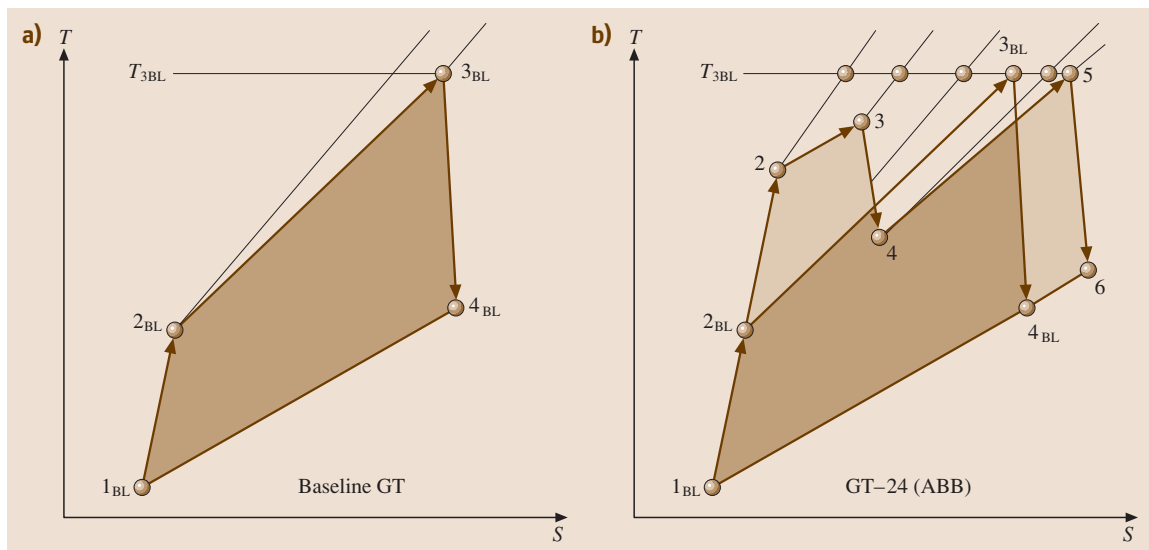 a)
T
T3BL
3BL
2BL
4BL
1BL
Baseline GT
S
b)
T
T3BL
3BL
5
3
2
4
2BL
6
4BL
1BL
GT–24 (ABB)
S